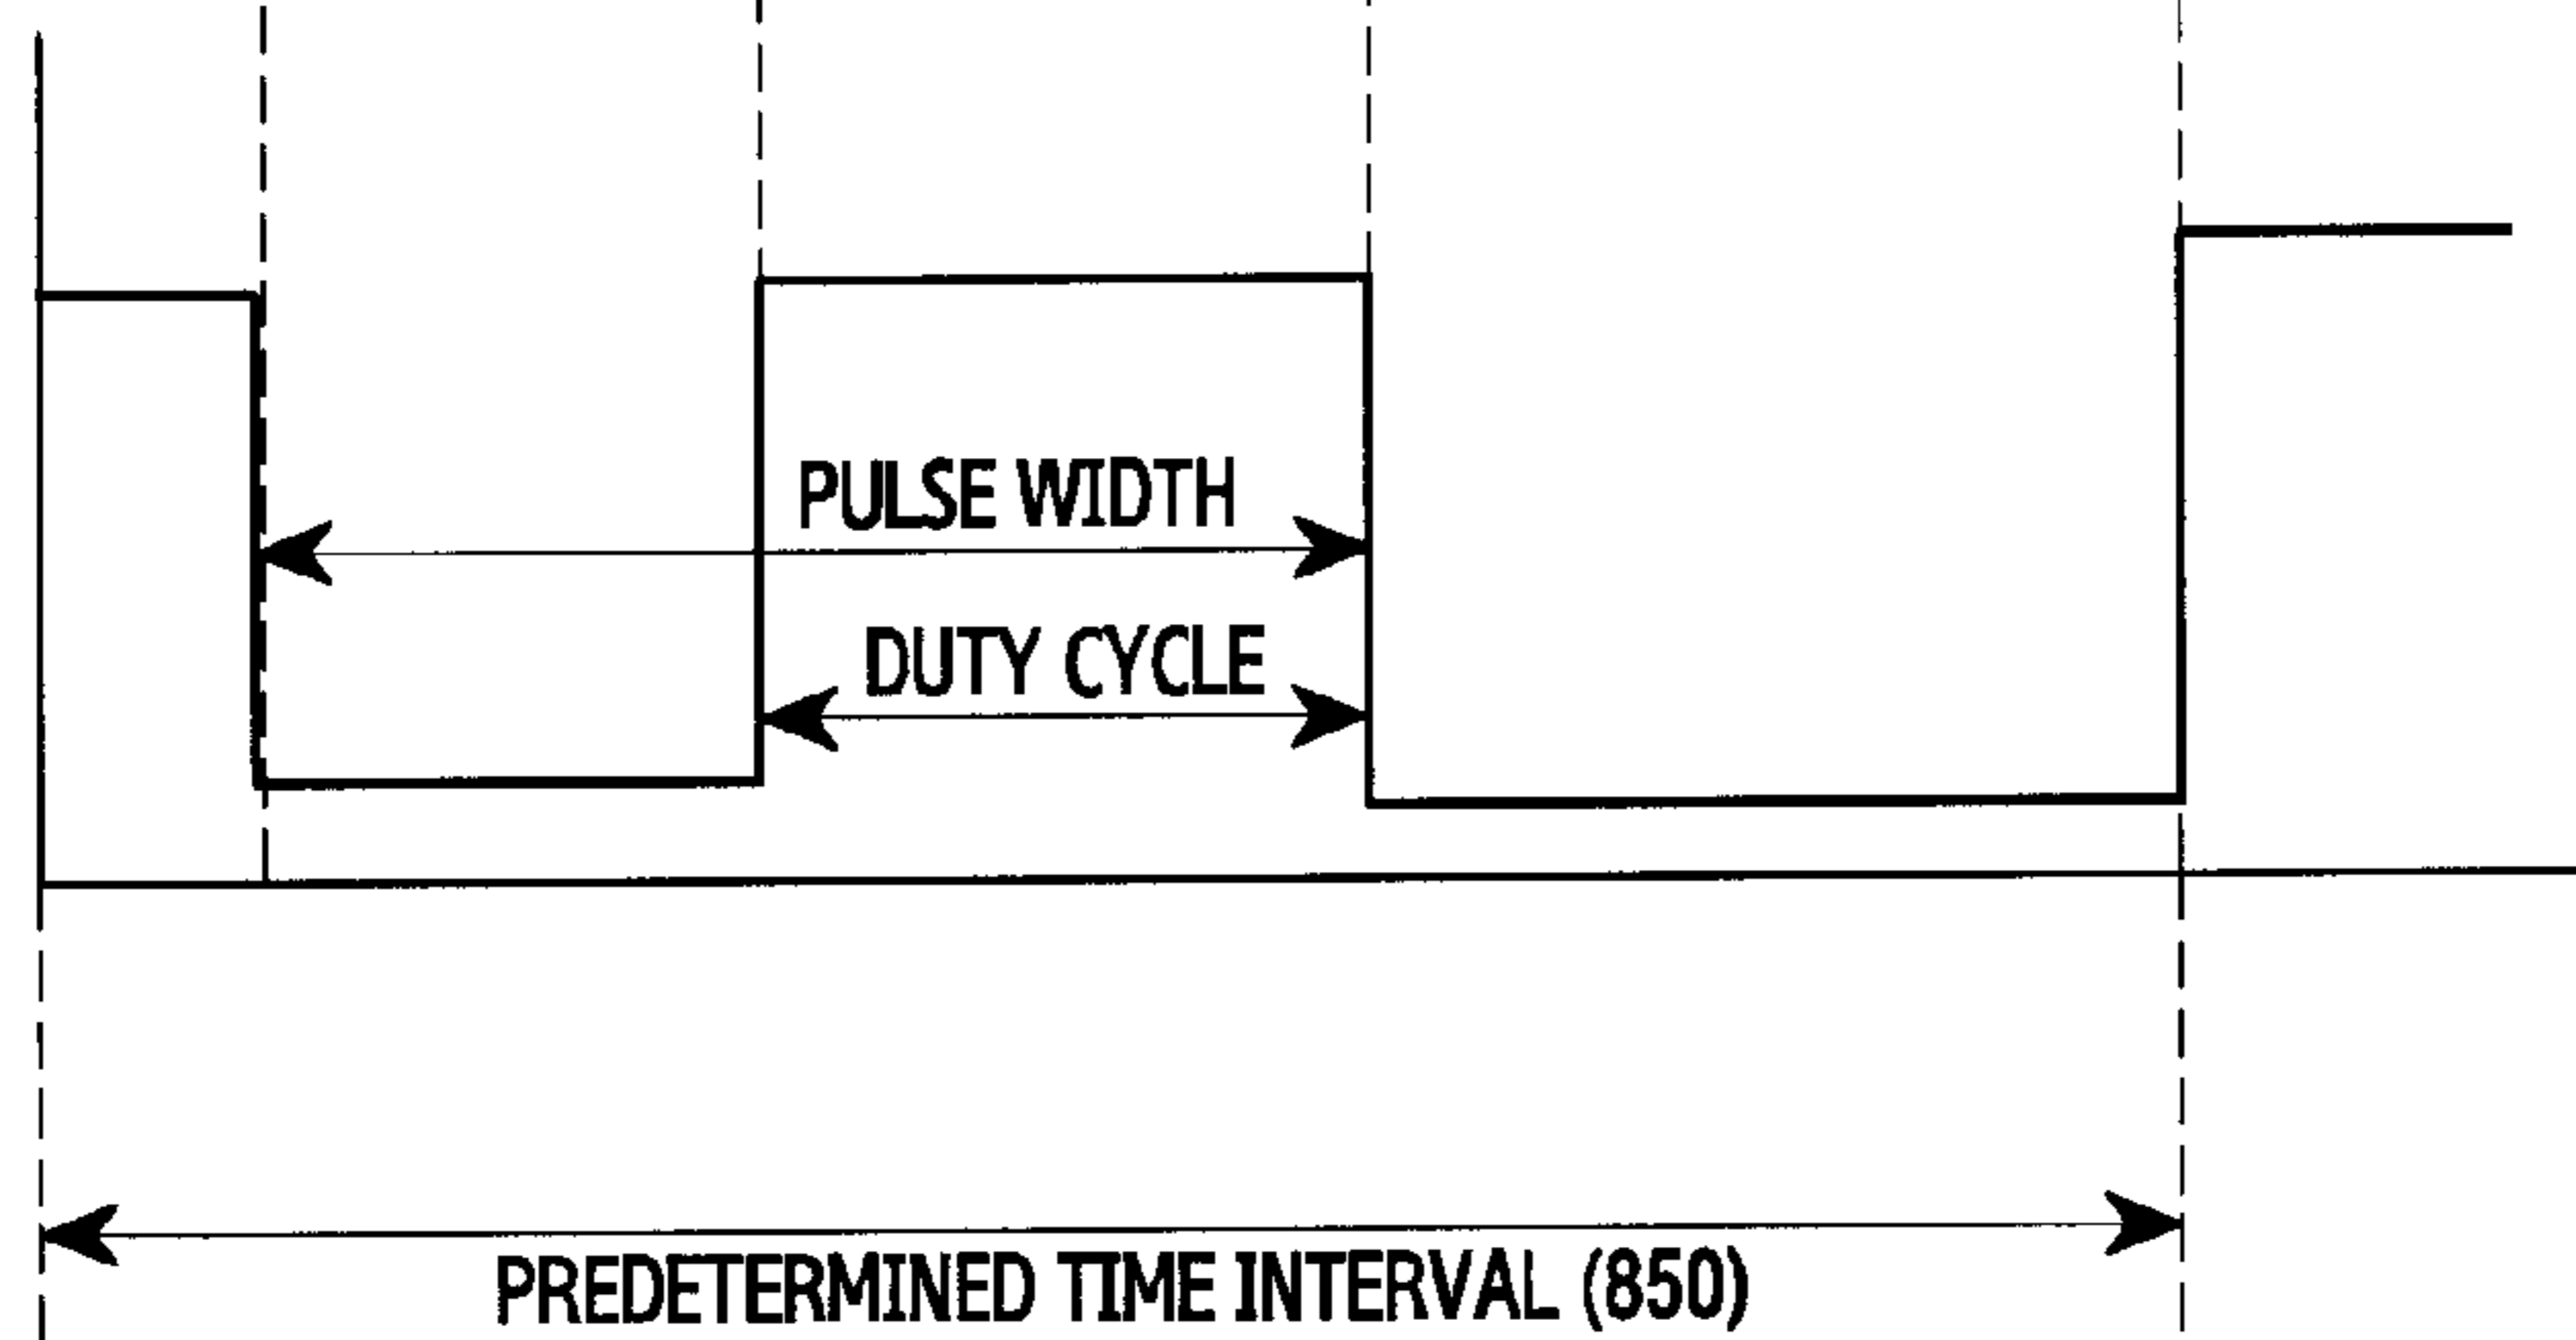 PULSE WIDTH
DUTY CYCLE
PREDETERMINED TIME INTERVAL (850)